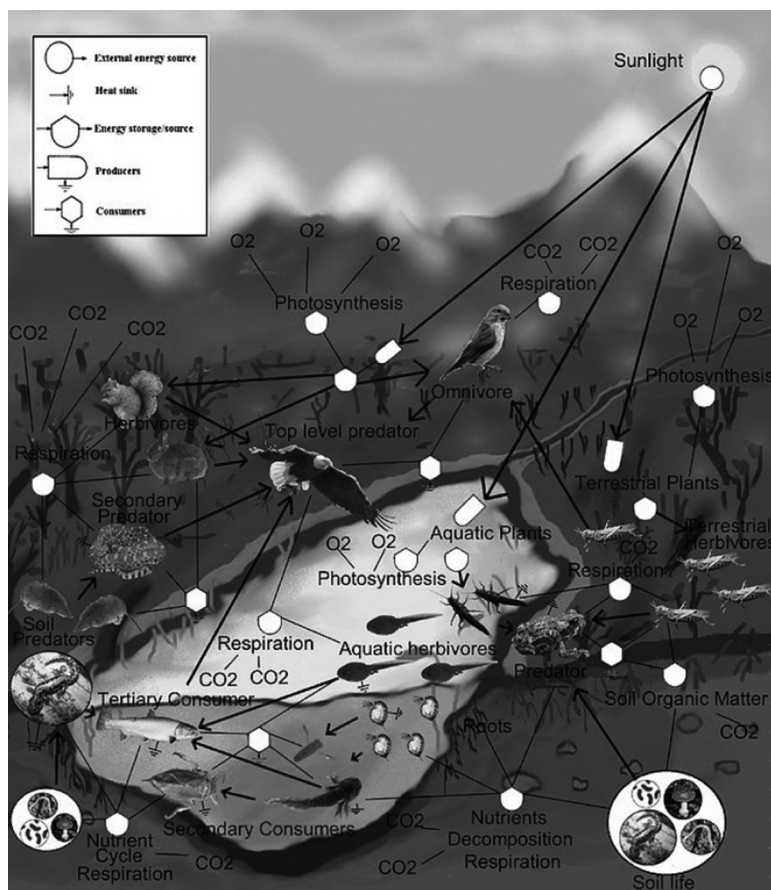 External energy source
Heat sink
Energy storage/source
Producers
Consumers
Sunlight
O2
O2
O2
Photosynthesis
CO2
CO2
Respiration
O2
O2
O2
Photosynthesis
CO2
CO2
CO2
Herbivores
Omnivore
Top level predator
Respiration
Secondary
Predator
Terrestrial Plants
Terrestrial
Herbivores
Aquatic Plants
O2
O2
Photosynthesis
CO2
Respiration
Soil
Predators
Respiration
CO2
CO2
Aquatic herbivores
Predator
Tertiary Consumer
Soil Organic Matter
CO2
Roots
Secondary Consumers
Nutrient
Cycle
Respiration
CO2
Nutrients
Decomposition
Respiration
CO2
CO2
Soil life